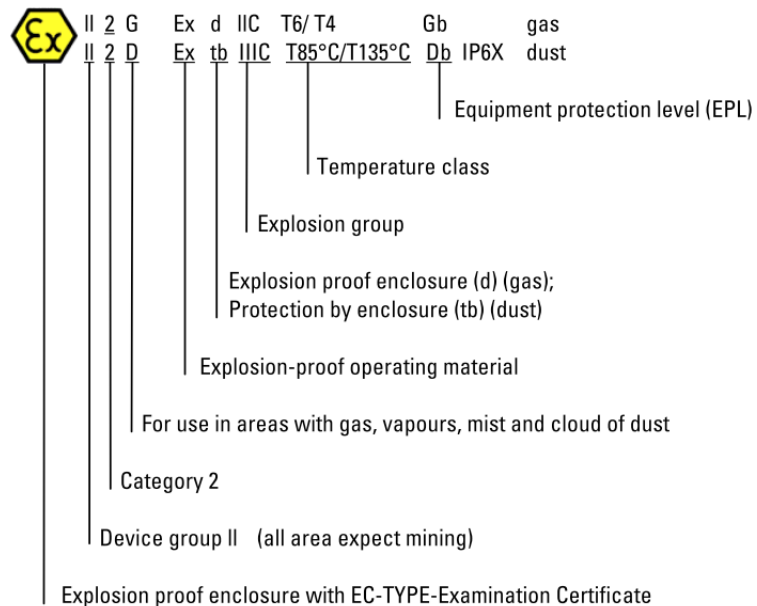 Ex II 2 G Ex d IIC T6/ T4 Gb gas
II 2 D Ex tb IIIC T85°C/T135°C Db IP6X dust
Equipment protection level (EPL)
Temperature class
Explosion group
Explosion proof enclosure (d) (gas);
Protection by enclosure (tb) (dust)
Explosion-proof operating material
For use in areas with gas, vapours, mist and cloud of dust
Category 2
Device group II (all area expect mining)
Explosion proof enclosure with EC-TYPE-Examination Certificate